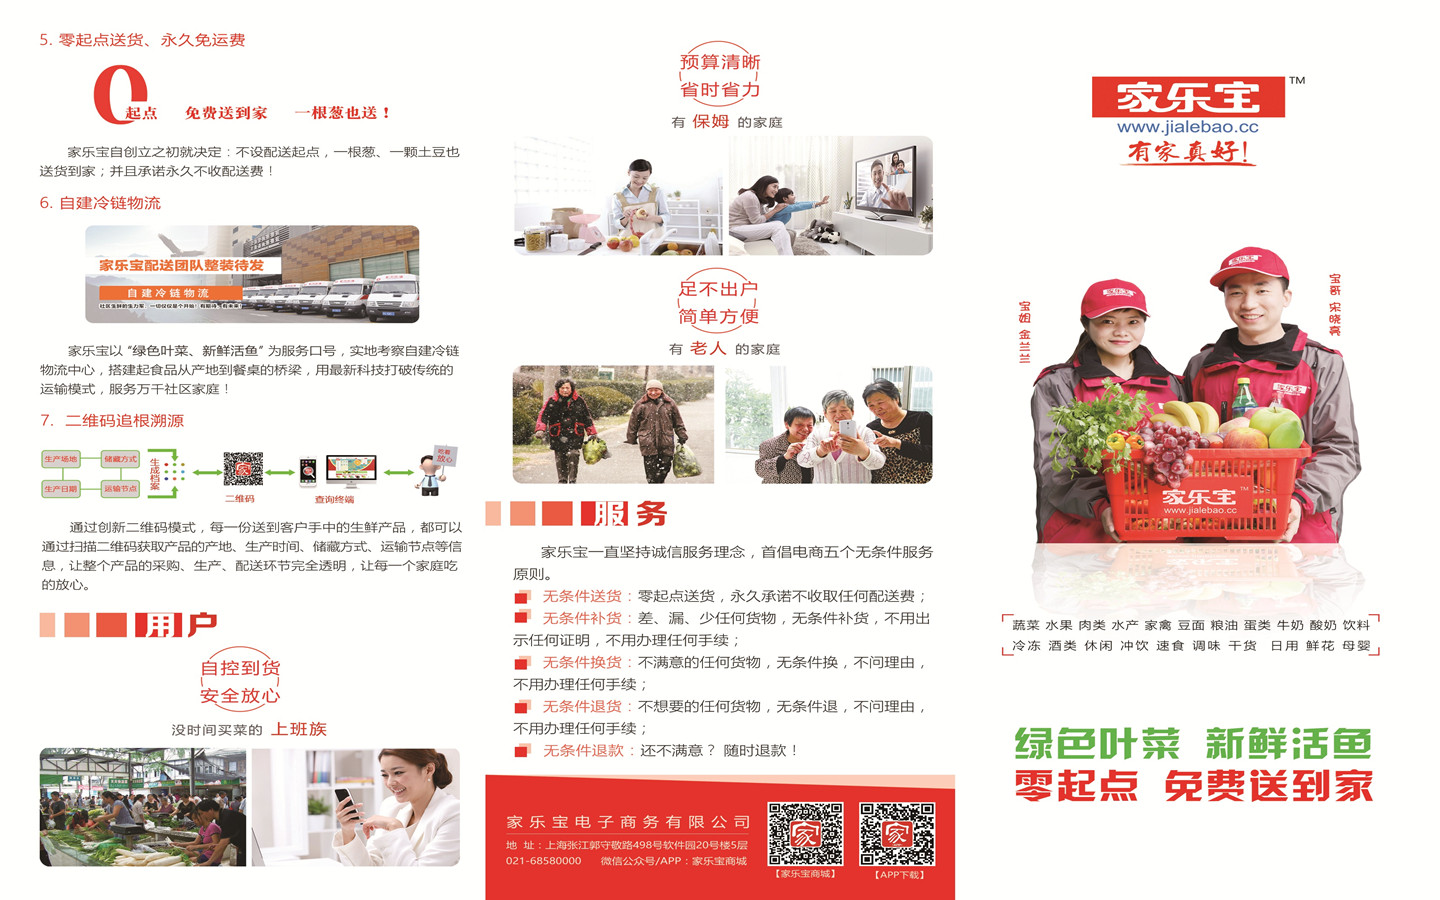 5. 零起点送货、永久免运费
0起点 免费送到家 一根葱也送！
家乐宝自创立之初就决定：不设配送起点，一根葱、一颗土豆也
送货到家；并且承诺永久不收配送费！
6. 自建冷链物流
家乐宝配送团队整装待发
自建冷链物流
家乐宝以“绿色叶菜、新鲜活鱼”为服务口号，实地考察自建冷链
物流中心，搭建起食品从产地到餐桌的桥梁，用最新科技打破传统的
运输模式，服务万千社区家庭！
7. 二维码追根溯源
生产场地 储藏方式
生产日期 运输节点
生成档案
二维码
查询终端
放心
通过创新二维码模式，每一份送到客户手中的生鲜产品，都可以
通过扫描二维码获取产品的产地、生产时间、储藏方式、运输节点等信
息，让整个产品的采购、生产、配送环节完全透明，让每一个家庭吃
的放心。
用户
自控到货
安全放心
没时间买菜的 上班族
预算清晰
省时省力
有 保姆 的家庭
足不出户
简单方便
有 老人 的家庭
服务
家乐宝一直坚持诚信服务理念，首倡电商五个无条件服务
原则。
无条件送货：零起点送货，永久承诺不收取任何配送费；
无条件补货：差、漏、少任何货物，无条件补货，不用出
示任何证明，不用办理任何手续；
无条件换货：不满意的任何货物，无条件换，不问理由，
不用办理任何手续；
无条件退货：不想要的任何货物，无条件退，不问理由，
不用办理任何手续；
无条件退款：还不满意？ 随时退款！
家乐宝电子商务有限公司
地 址：上海张江郭守敬路498号软件园20号楼5层
021-68580000 微信公众号/APP：家乐宝商城
【家乐宝商城】
【APP下载】
家乐宝 TM
www.jialebao.cc
有家真好！
宝姐 金兰兰
宝哥 宋晓亮
家乐宝
家乐宝
家乐宝
家乐宝 TM
www.jialebao.cc
蔬菜 水果 肉类 水产 家禽 豆面 粮油 蛋类 牛奶 酸奶 饮料
冷冻 酒类 休闲 冲饮 速食 调味 干货 日用 鲜花 母婴
绿色叶菜 新鲜活鱼
零起点 免费送到家